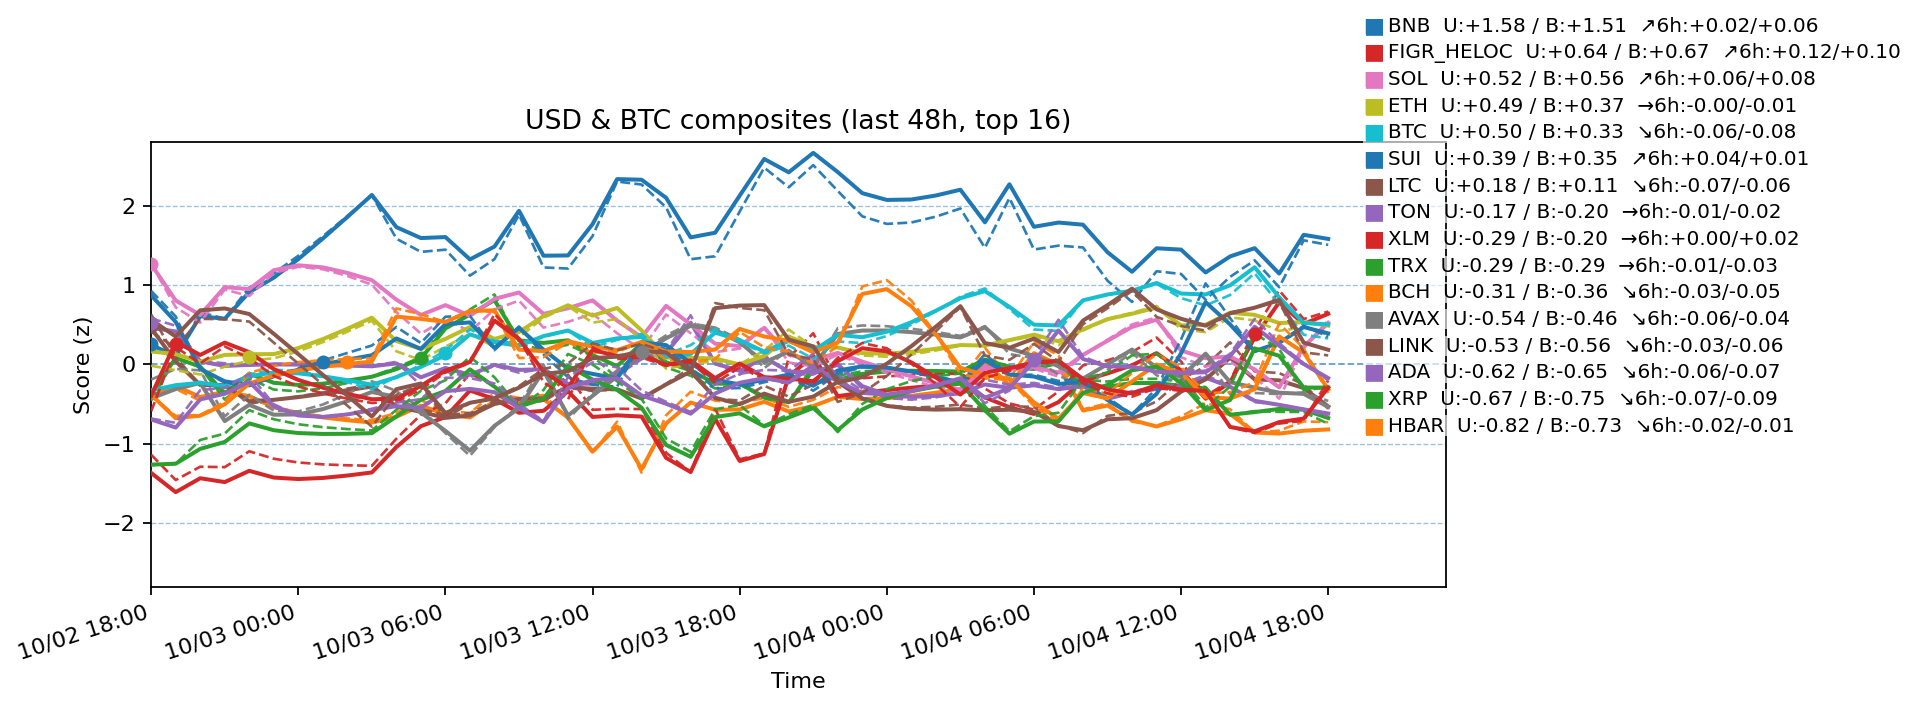 BNB U:+1.58 / B:+1.51 ↗6h:+0.02/+0.06
FIGR_HELOC U:+0.64 / B:+0.67 ↗6h:+0.12/+0.10
SOL U:+0.52 / B:+0.56 ↗6h:+0.06/+0.08
ETH U:+0.49 / B:+0.37 →6h:-0.00/-0.01
BTC U:+0.50 / B:+0.33 ↘6h:-0.06/-0.08
SUI U:+0.39 / B:+0.35 ↗6h:+0.04/+0.01
LTC U:+0.18 / B:+0.11 ↘6h:-0.07/-0.06
TON U:-0.17 / B:-0.20 →6h:-0.01/-0.02
XLM U:-0.29 / B:-0.20 →6h:+0.00/+0.02
TRX U:-0.29 / B:-0.29 →6h:-0.01/-0.03
BCH U:-0.31 / B:-0.36 ↘6h:-0.03/-0.05
AVAX U:-0.54 / B:-0.46 ↘6h:-0.06/-0.04
LINK U:-0.53 / B:-0.56 ↘6h:-0.03/-0.06
ADA U:-0.62 / B:-0.65 ↘6h:-0.06/-0.07
XRP U:-0.67 / B:-0.75 ↘6h:-0.07/-0.09
HBAR U:-0.82 / B:-0.73 ↘6h:-0.02/-0.01
USD & BTC composites (last 48h, top 16)
Score (z)
2
1
0
−1
−2
10/02 18:00
10/03 00:00
10/03 06:00
10/03 12:00
10/03 18:00
10/04 00:00
10/04 06:00
10/04 12:00
10/04 18:00
Time